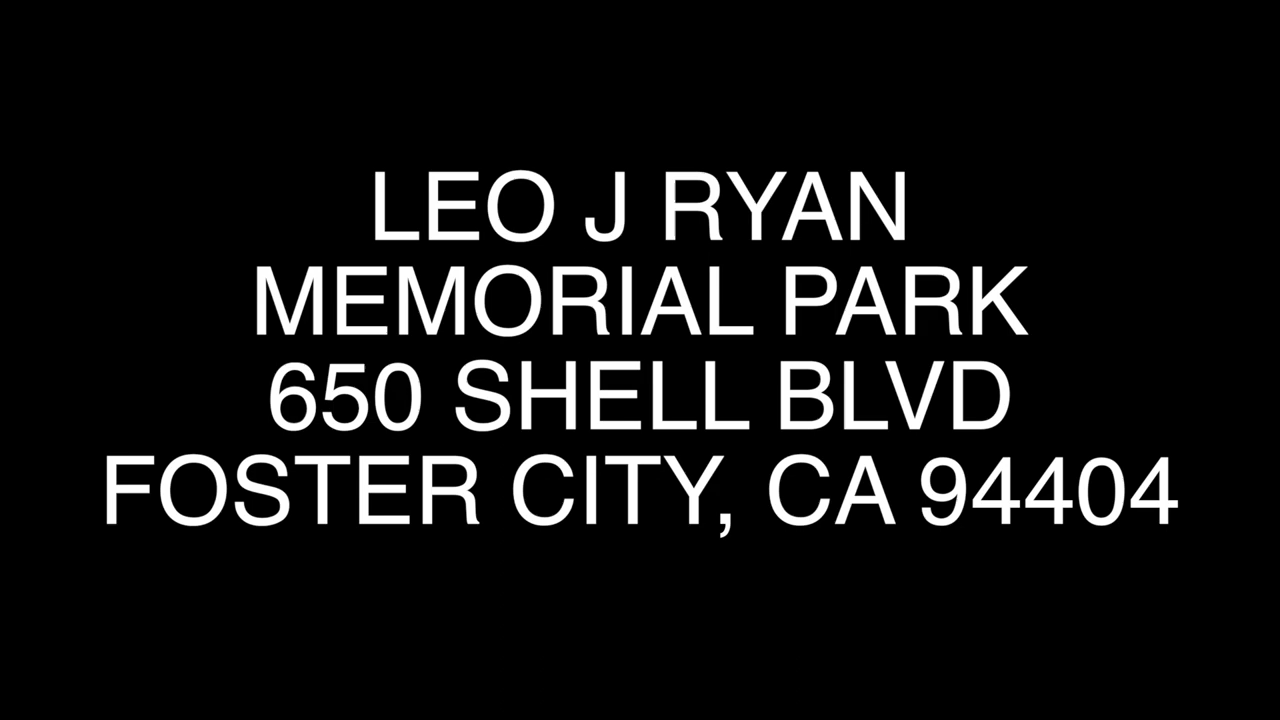 LEO J RYAN
MEMORIAL PARK
650 SHELL BLVD
FOSTER CITY, CA 94404